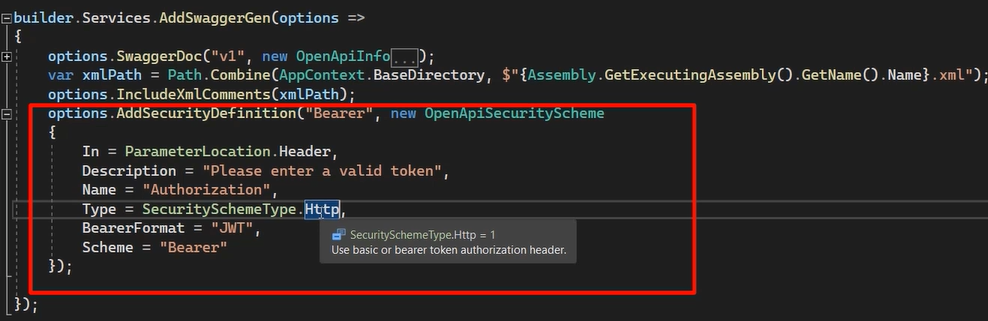 builder.Services.AddSwaggerGen(options =>
{
    options.SwaggerDoc("v1", new OpenApiInfo...);
    var xmlPath = Path.Combine(AppContext.BaseDirectory, $"{Assembly.GetExecutingAssembly().GetName().Name}.xml");
    options.IncludeXmlComments(xmlPath);
    options.AddSecurityDefinition("Bearer", new OpenApiSecurityScheme
    {
        In = ParameterLocation.Header,
        Description = "Please enter a valid token",
        Name = "Authorization",
        Type = SecuritySchemeType.Http,
        BearerFormat = "JWT",
        Scheme = "Bearer"
    });
});
SecuritySchemeType.Http = 1
Use basic or bearer token authorization header.